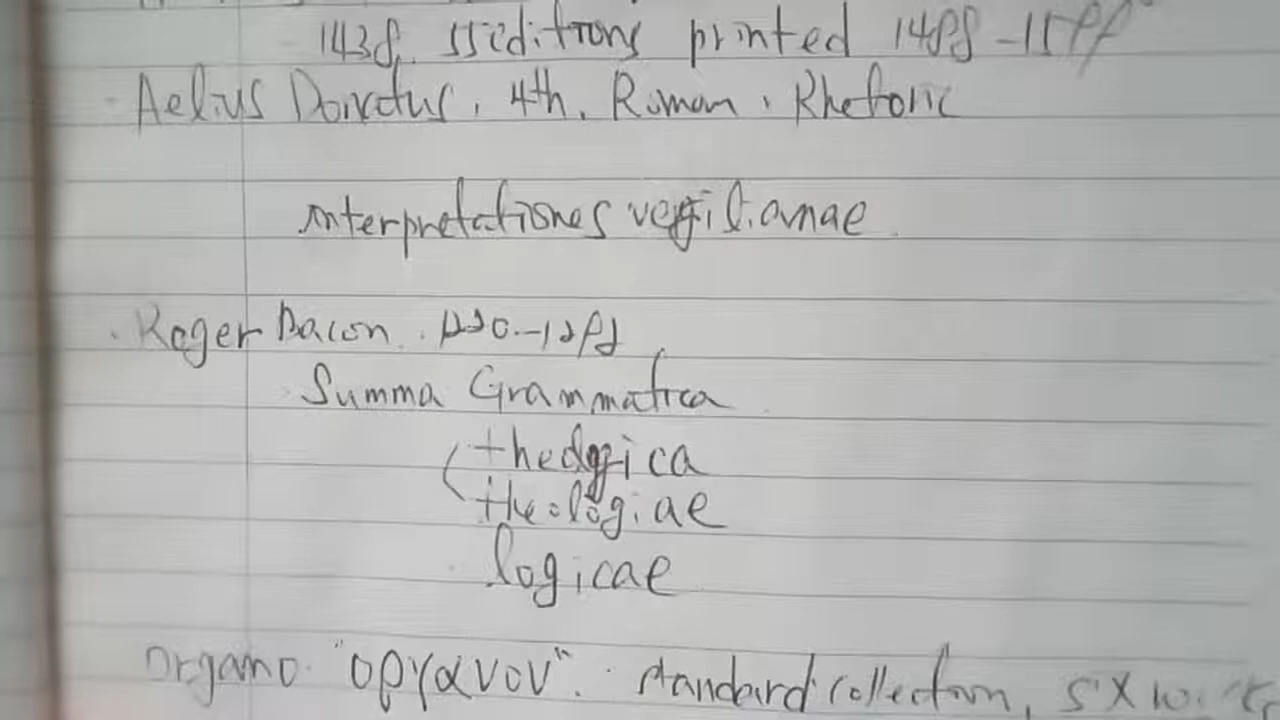 1438, 55 editions printed 1488-1588
Aelius Donatus, 4th, Roman, Rhetoric
interpretationes vergilianae
Roger Bacon. 1220-1292
Summa Grammatica
(theologica
theologiae
logicae
organo "οργανον". standard collection, 5 X